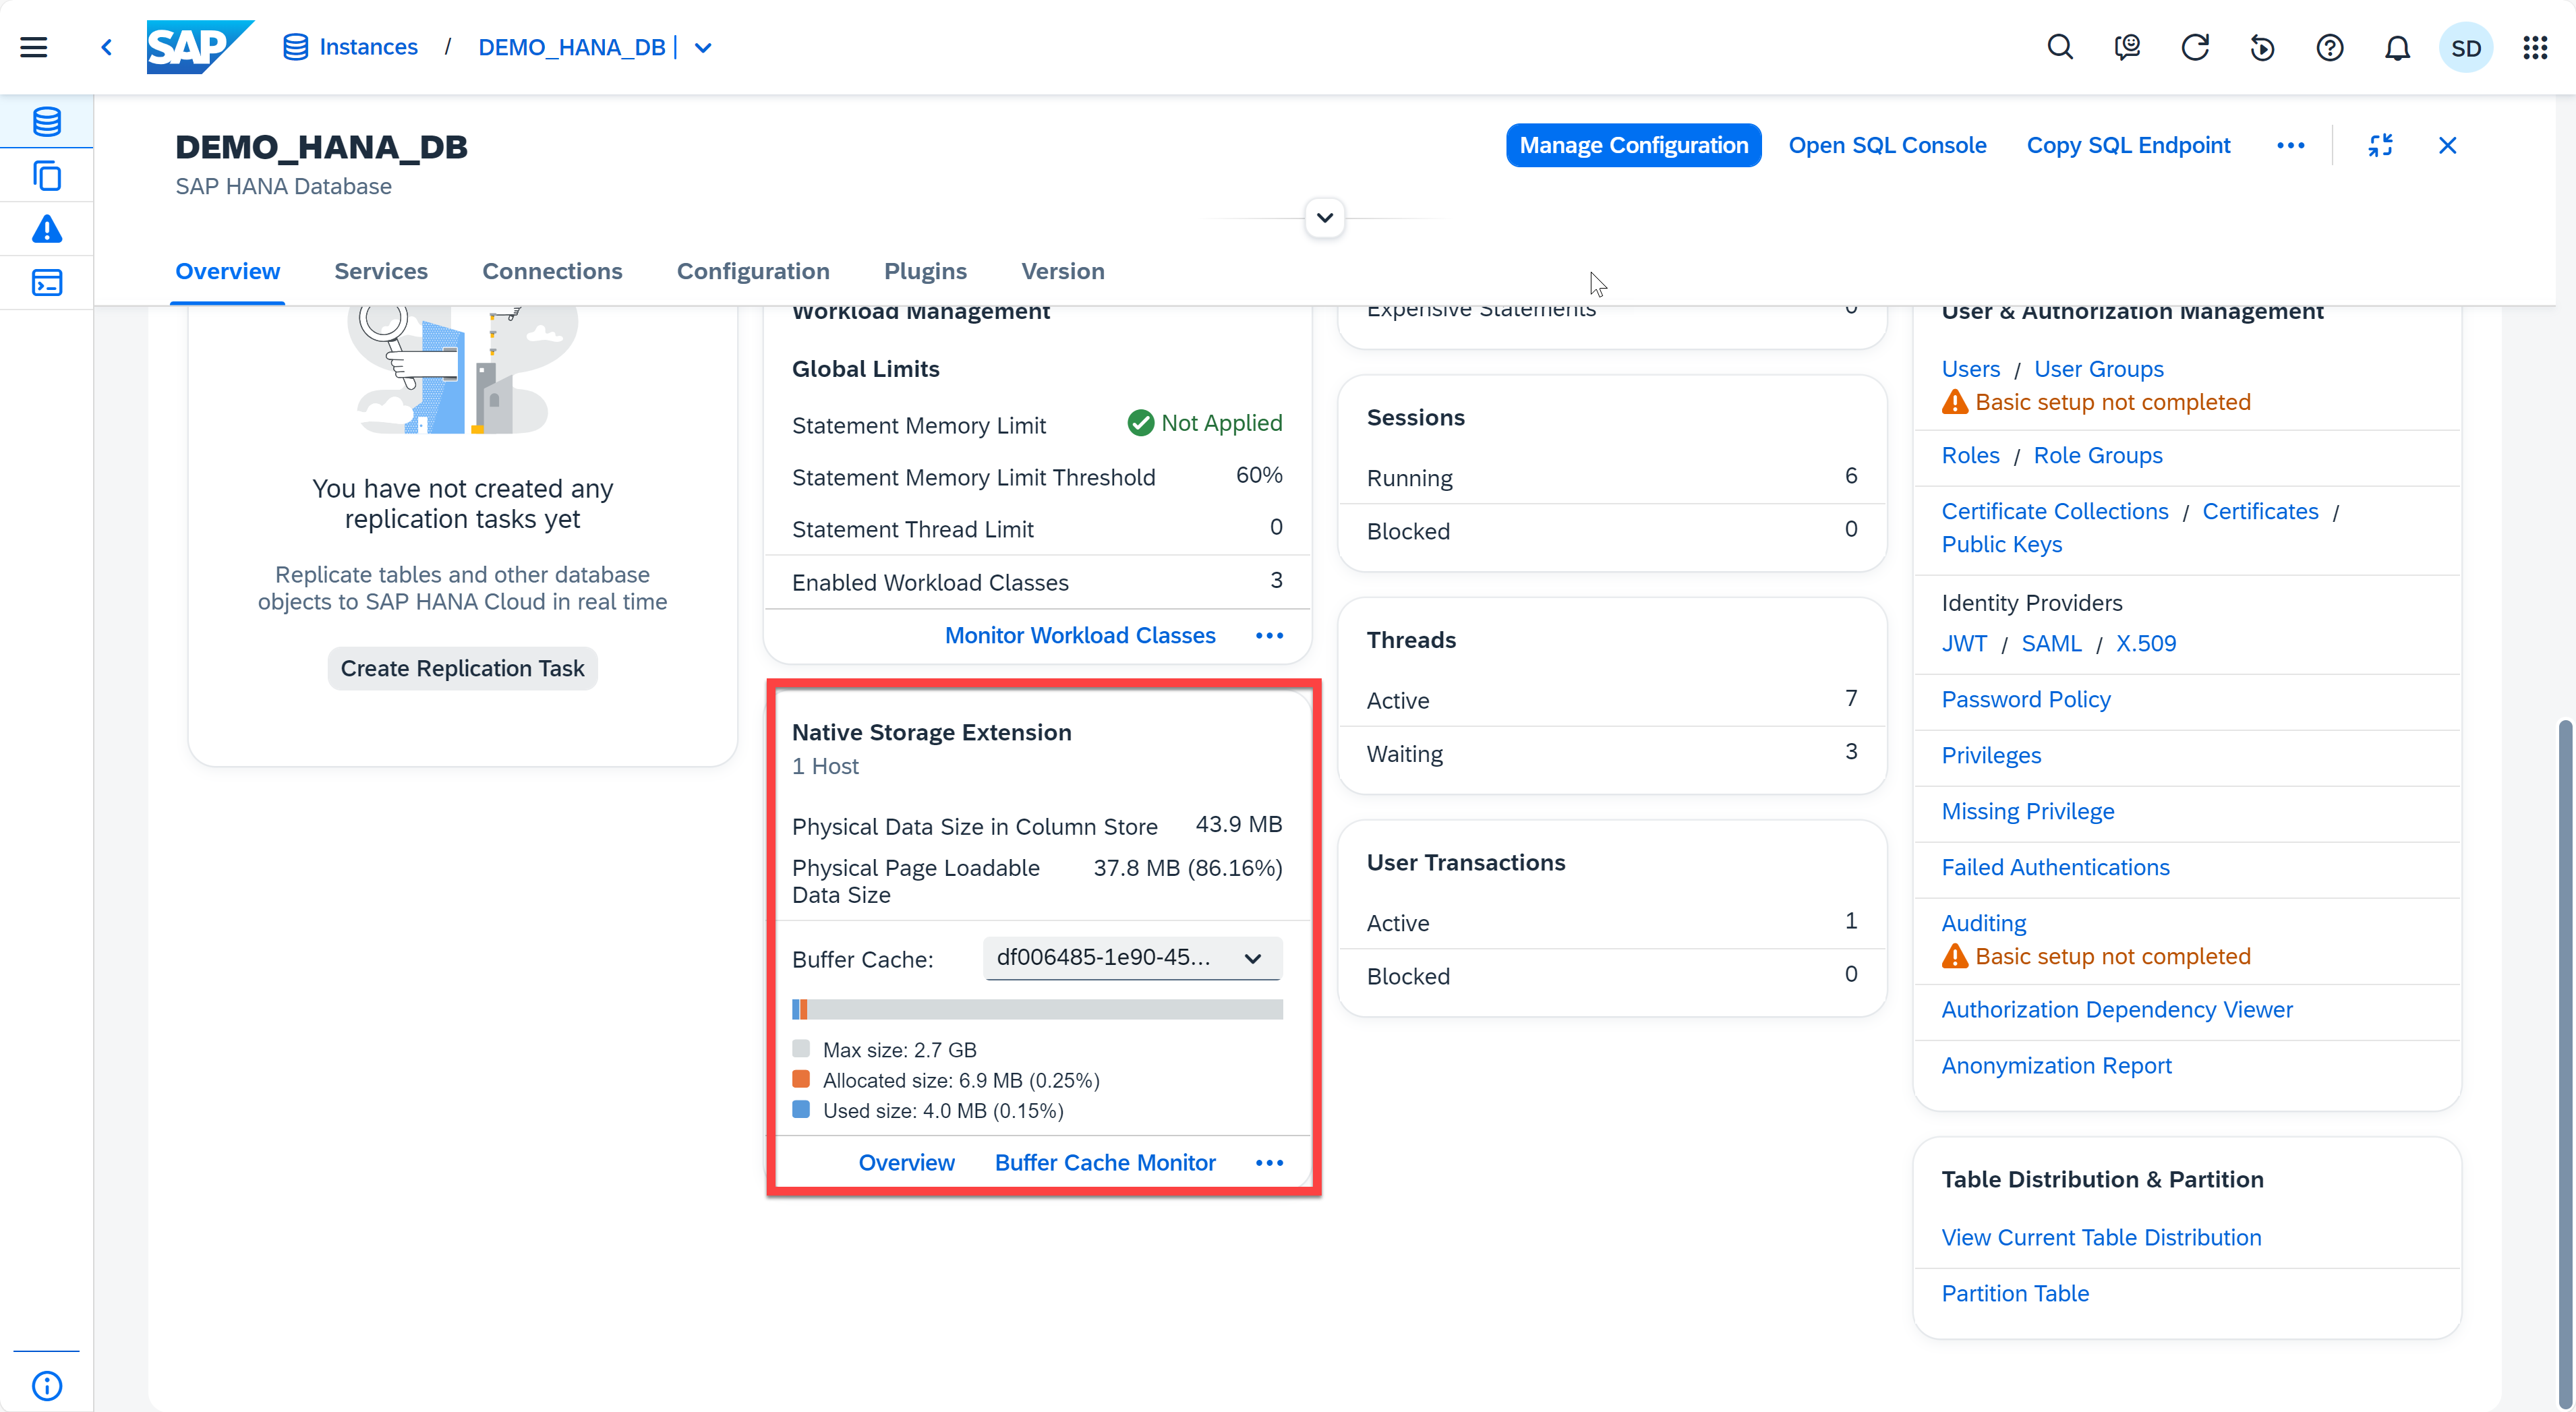 SAP
Instances / DEMO_HANA_DB |
SD
DEMO_HANA_DB
SAP HANA Database
Manage Configuration
Open SQL Console
Copy SQL Endpoint
Overview
Services
Connections
Configuration
Plugins
Version
You have not created any
replication tasks yet
Replicate tables and other database
objects to SAP HANA Cloud in real time
Create Replication Task
Workload Management
Global Limits
Statement Memory Limit Not Applied
Statement Memory Limit Threshold 60%
Statement Thread Limit 0
Enabled Workload Classes 3
Monitor Workload Classes
Native Storage Extension
1 Host
Physical Data Size in Column Store 43.9 MB
Physical Page Loadable 37.8 MB (86.16%)
Data Size
Buffer Cache: df006485-1e90-45...
Max size: 2.7 GB
Allocated size: 6.9 MB (0.25%)
Used size: 4.0 MB (0.15%)
Overview Buffer Cache Monitor
Expensive Statements 0
Sessions
Running 6
Blocked 0
Threads
Active 7
Waiting 3
User Transactions
Active 1
Blocked 0
User & Authorization Management
Users / User Groups
Basic setup not completed
Roles / Role Groups
Certificate Collections / Certificates /
Public Keys
Identity Providers
JWT / SAML / X.509
Password Policy
Privileges
Missing Privilege
Failed Authentications
Auditing
Basic setup not completed
Authorization Dependency Viewer
Anonymization Report
Table Distribution & Partition
View Current Table Distribution
Partition Table